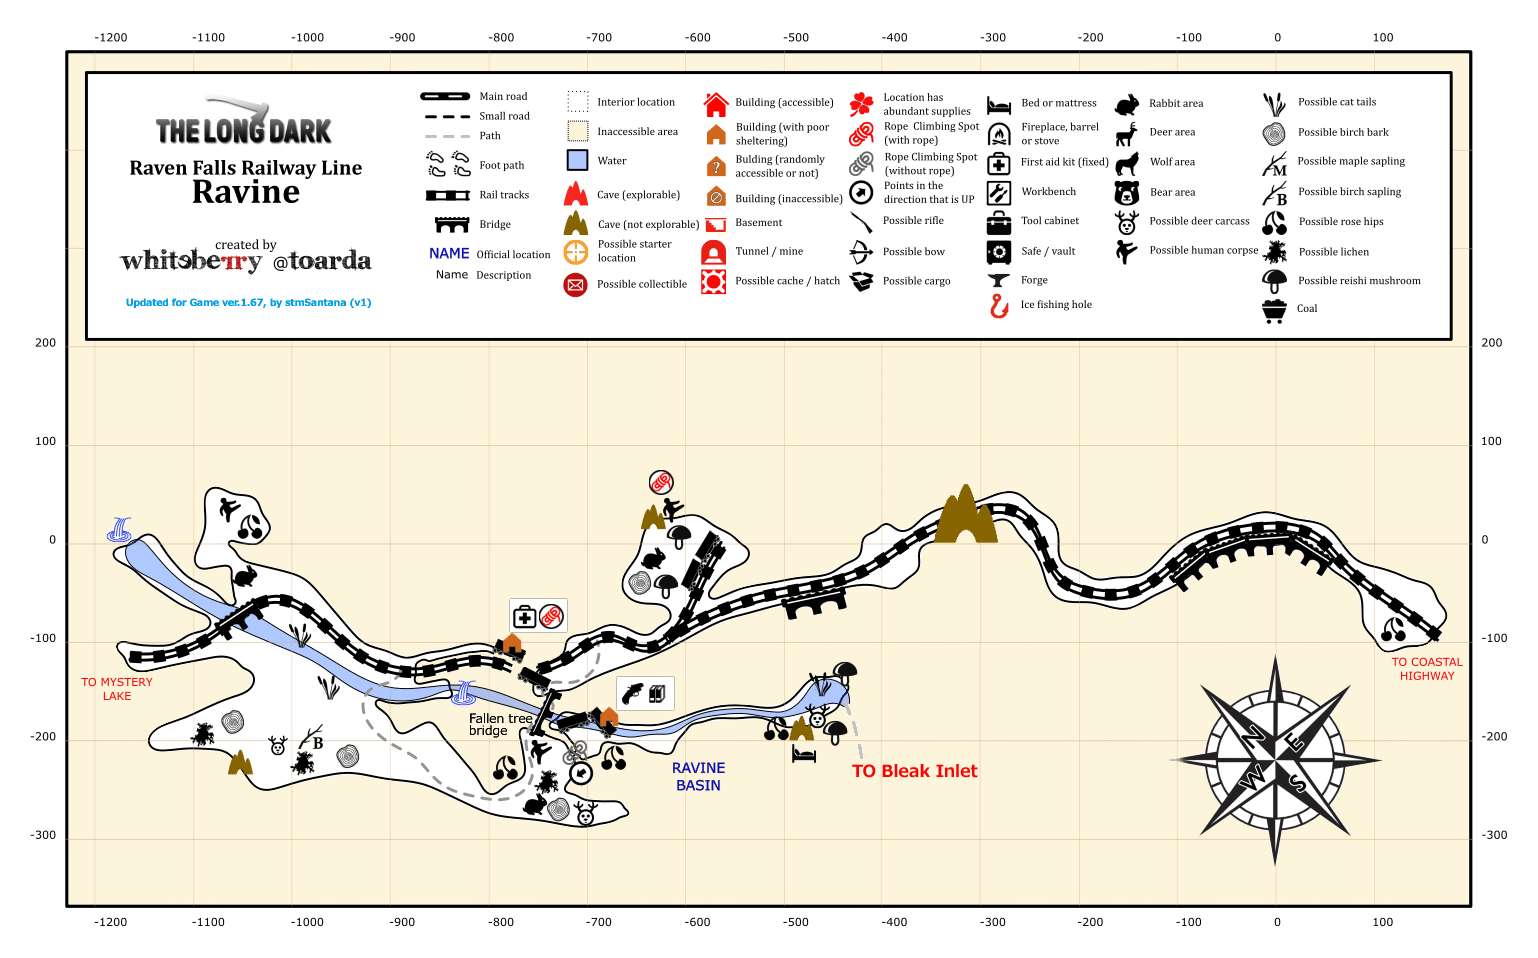 -1200 -1100 -1000 -900 -800 -700 -600 -500 -400 -300 -200 -100 0 100
THE LONG DARK
Raven Falls Railway Line
Ravine
created by
whiteberry @toarda
Updated for Game ver.1.67, by stmSantana (v1)
Main road
Small road
Path
Foot path
Rail tracks
Bridge
NAME Official location
Name Description
Interior location
Inaccessible area
Water
Cave (explorable)
Cave (not explorable)
Possible starter
location
Possible collectible
Building (accessible)
Building (with poor
sheltering)
?
Bulding (randomly
accessible or not)
Building (inaccessible)
Basement
Tunnel / mine
Possible cache / hatch
Location has
abundant supplies
Rope Climbing Spot
(with rope)
Rope Climbing Spot
(without rope)
Points in the
direction that is UP
Possible rifle
Possible bow
Possible cargo
Bed or mattress
Fireplace, barrel
or stove
First aid kit (fixed)
Workbench
Tool cabinet
Safe / vault
Forge
Ice fishing hole
Rabbit area
Deer area
Wolf area
Bear area
Possible deer carcass
Possible human corpse
Possible cat tails
Possible birch bark
M Possible maple sapling
B Possible birch sapling
Possible rose hips
Possible lichen
Possible reishi mushroom
Coal
200 200
100 100
0 0
-100 -100
TO MYSTERY
LAKE
TO COASTAL
HIGHWAY
Fallen tree
bridge
B
-200 -200
RAVINE
BASIN
TO Bleak Inlet
N E
W S
-300 -300
-1200 -1100 -1000 -900 -800 -700 -600 -500 -400 -300 -200 -100 0 100